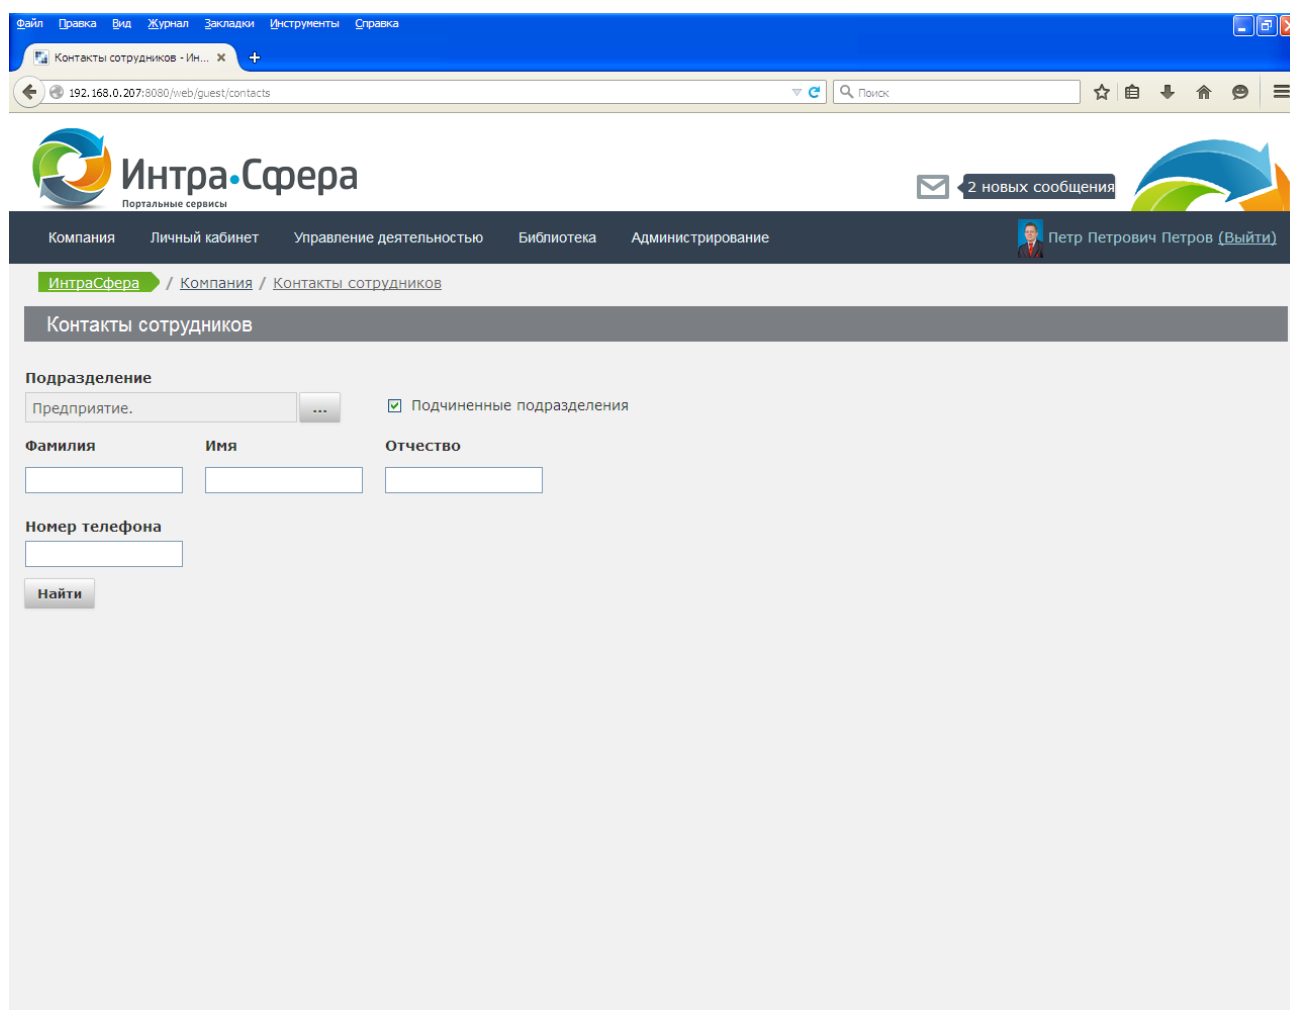 Файл Правка Вид Журнал Закладки Инструменты Справка
Контакты сотрудников - Ин...
192.168.0.207:8080/web/guest/contacts
Поиск
Интра•Сфера
Портальные сервисы
2 новых сообщения
Компания Личный кабинет Управление деятельностью Библиотека Администрирование Петр Петрович Петров (Выйти)
ИнтраСфера / Компания / Контакты сотрудников
Контакты сотрудников
Подразделение
Предприятие. ... Подчиненные подразделения
Фамилия Имя Отчество
Номер телефона
Найти